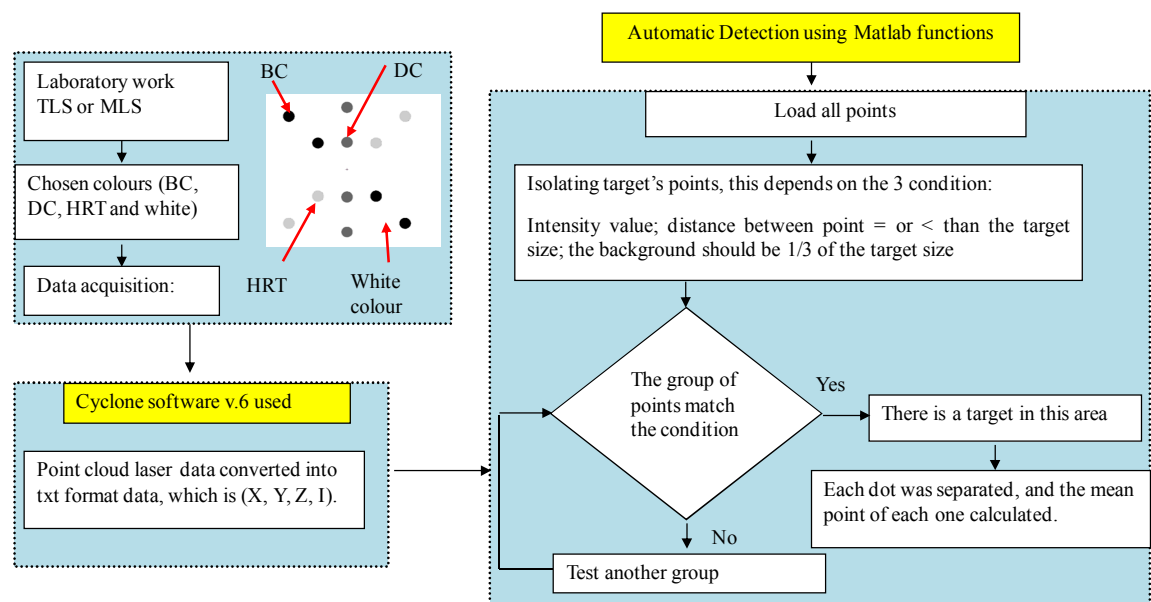 Laboratory work
TLS or MLS
Chosen colours (BC,
DC, HRT and white)
Data acquisition:
BC
DC
HRT
White
colour
Cyclone software v.6 used
Point cloud laser data converted into
txt format data, which is (X, Y, Z, I).
Automatic Detection using Matlab functions
Load all points
Isolating target's points, this depends on the 3 condition:
Intensity value; distance between point = or < than the target
size; the background should be 1/3 of the target size
The group of
points match
the condition
Yes
There is a target in this area
Each dot was separated, and the mean
point of each one calculated.
No
Test another group